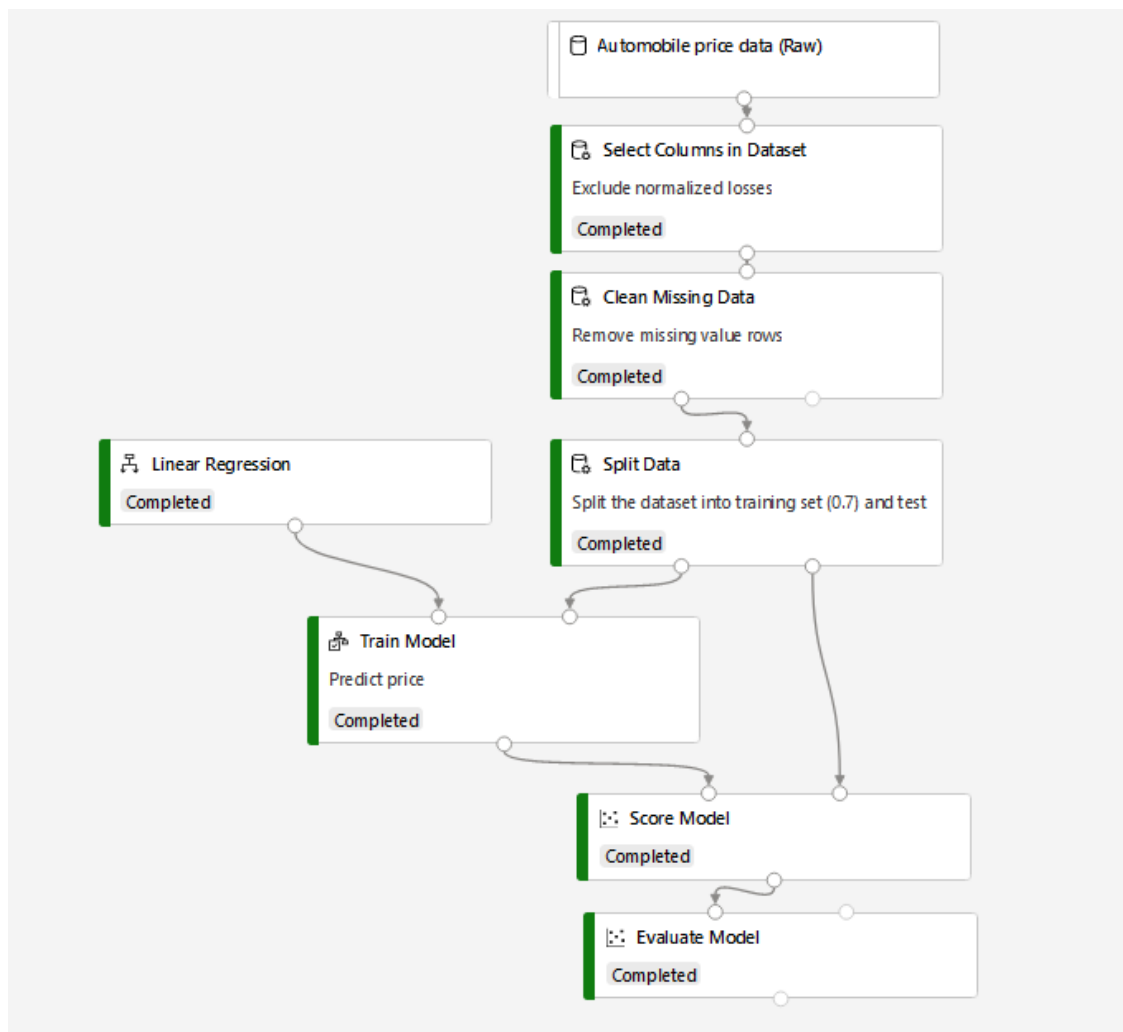 Automobile price data (Raw)
Select Columns in Dataset
Exclude normalized losses
Completed
Clean Missing Data
Remove missing value rows
Completed
Linear Regression
Completed
Split Data
Split the dataset into training set (0.7) and test
Completed
Train Model
Predict price
Completed
Score Model
Completed
Evaluate Model
Completed